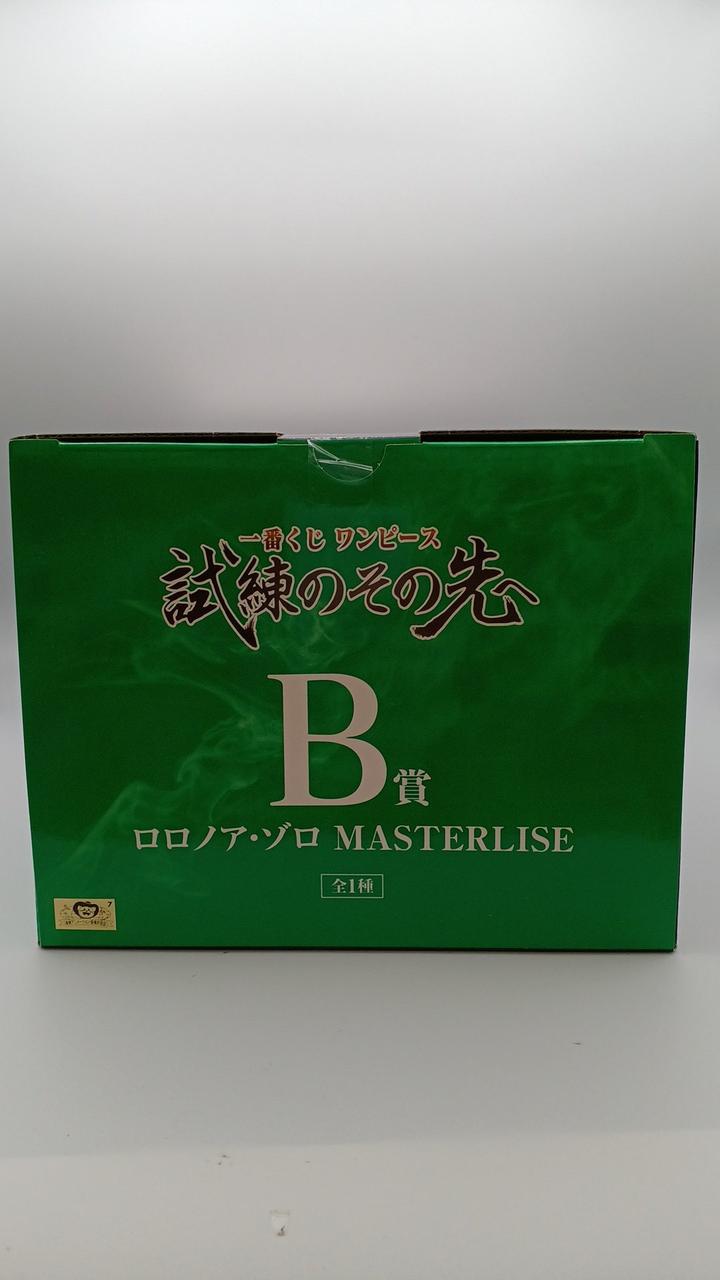 一番くじ ワンピース
試練のその先へ
B賞
ロロノア・ゾロ MASTERLISE
全1種
7